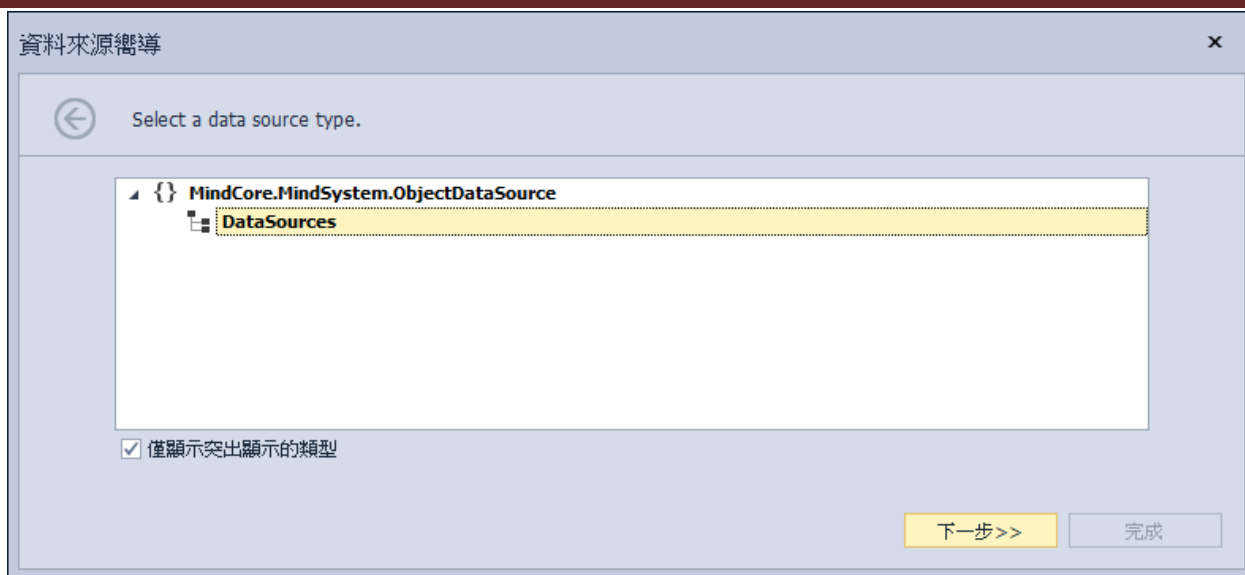 資料來源嚮導
Select a data source type.
{} MindCore.MindSystem.ObjectDataSource
DataSources
僅顯示突出顯示的類型
下一步>>
完成